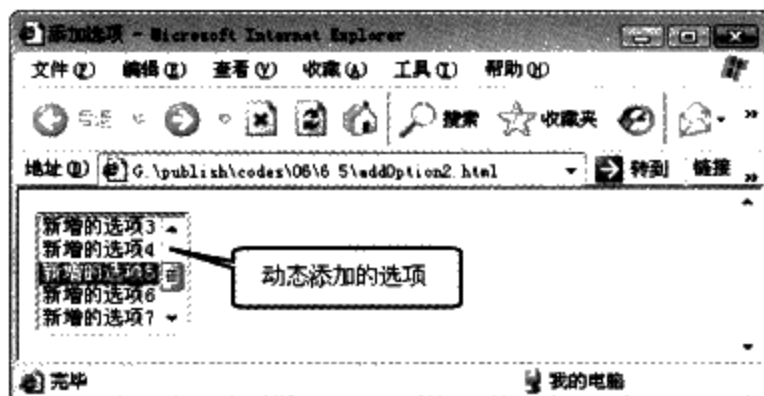 添加选项 - Microsoft Internet Explorer
文件(F) 编辑(E) 查看(V) 收藏(A) 工具(T) 帮助(H)
后退 搜索 收藏夹
地址(D) G:\publish\codes\06\6 5\addOption2.html 转到 链接
新增的选项3
新增的选项4
新增的选项5
新增的选项6
新增的选项7
动态添加的选项
完毕 我的电脑